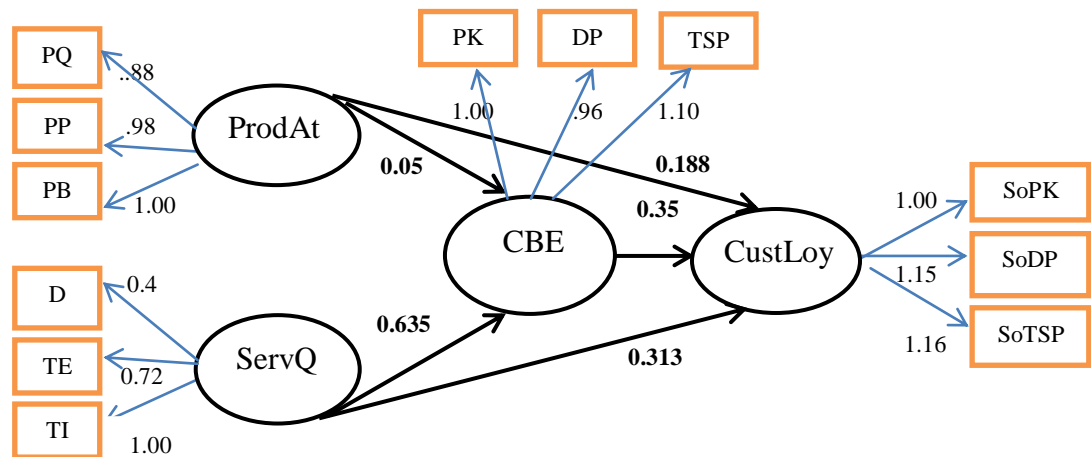 PK
DP
TSP
PQ
..88
PP
.98
PB
1.00
ProdAt
1.00
.96
1.10
0.05
0.188
0.35
CBE
CustLoy
1.00
SoPK
1.15
SoDP
1.16
SoTSP
D
0.4
TE
0.72
TI
1.00
ServQ
0.635
0.313